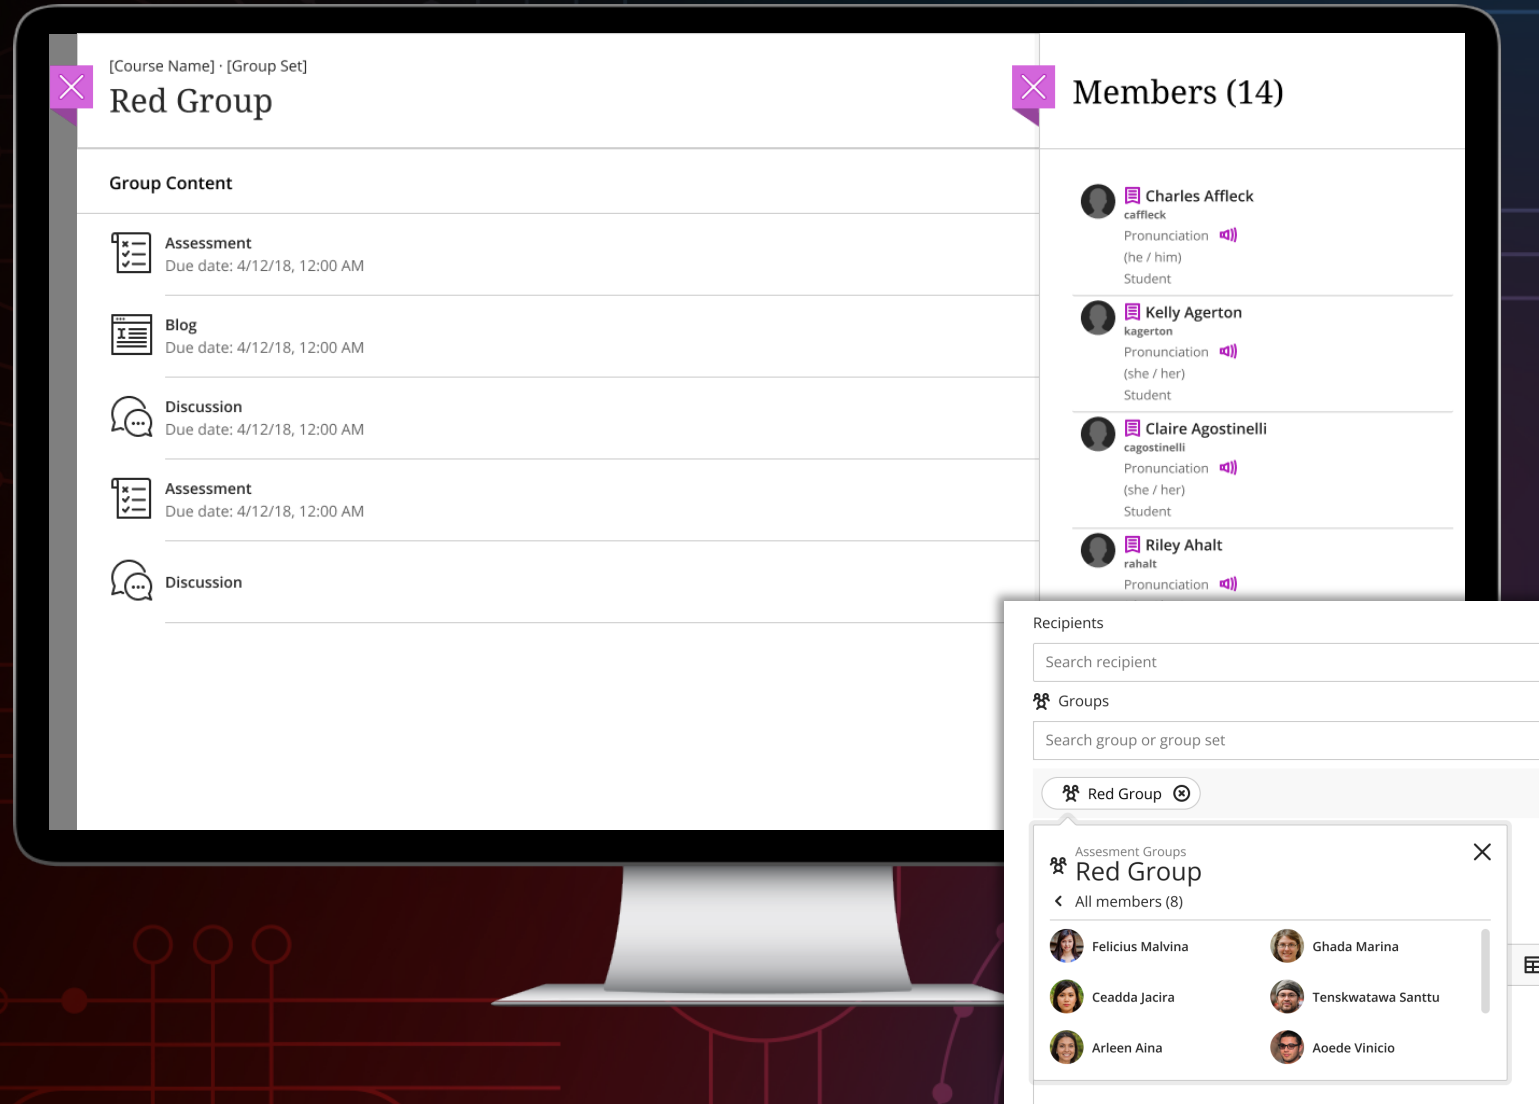 [Course Name] · [Group Set]
Red Group
Group Content
Assessment
Due date: 4/12/18, 12:00 AM
Blog
Due date: 4/12/18, 12:00 AM
Discussion
Due date: 4/12/18, 12:00 AM
Assessment
Due date: 4/12/18, 12:00 AM
Discussion
Members (14)
Charles Affleck
caffleck
Pronunciation
(he / him)
Student
Kelly Agerton
kagerton
Pronunciation
(she / her)
Student
Claire Agostinelli
cagostinelli
Pronunciation
(she / her)
Student
Riley Ahalt
rahalt
Pronunciation
Recipients
Search recipient
Groups
Search group or group set
Red Group
Assesment Groups
Red Group
All members (8)
Felicius Malvina
Ghada Marina
Ceadda Jacira
Tenskwatawa Santtu
Arleen Aina
Aoede Vinicio